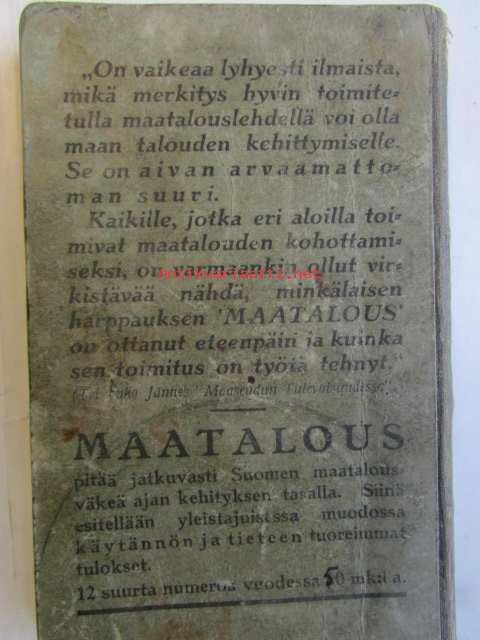 „On vaikeaa lyhyesti ilmaista,
mikä merkitys hyvin toimite-
tulla maatalouslehdellä voi olla
maan talouden kehittymiselle.
Se on aivan arvaamatto-
man suuri.
Kaikille, jotka eri aloilla toi-
mivat maatalouden kohottami-
seksi, on varmaankin ollut vir-
kistävää nähdä, minkälaisen
harppauksen 'MAATALOUS'
on ottanut eteenpäin ja kuinka
sen toimitus on työtä tehnyt."
Jännes Maaseudun Tulevaisuudessa
MAATALOUS
pitää jatkuvasti Suomen maatalous-
väkeä ajan kehityksen tasalla. Siinä
esitellään yleistajuisessa muodossa
käytännön ja tieteen tuoreimmat
tulokset.
12 suurta numeroa vuodessa 50 mk:l a.